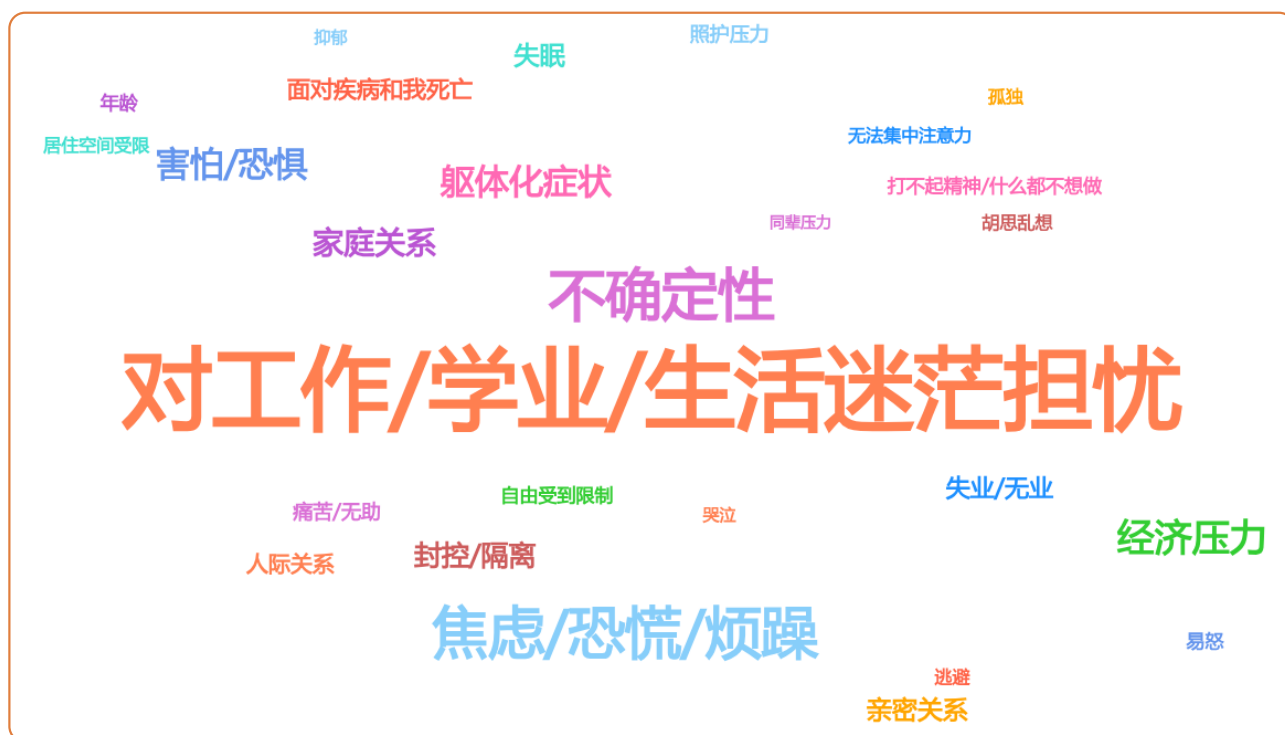 抑郁
失眠
照护压力
面对疾病和我死亡
年龄
孤独
居住空间受限
害怕/恐惧
无法集中注意力
躯体化症状
打不起精神/什么都不想做
家庭关系
同辈压力
胡思乱想
不确定性
对工作/学业/生活迷茫担忧
失业/无业
自由受到限制
痛苦/无助
哭泣
经济压力
人际关系
封控/隔离
焦虑/恐慌/烦躁
易怒
逃避
亲密关系